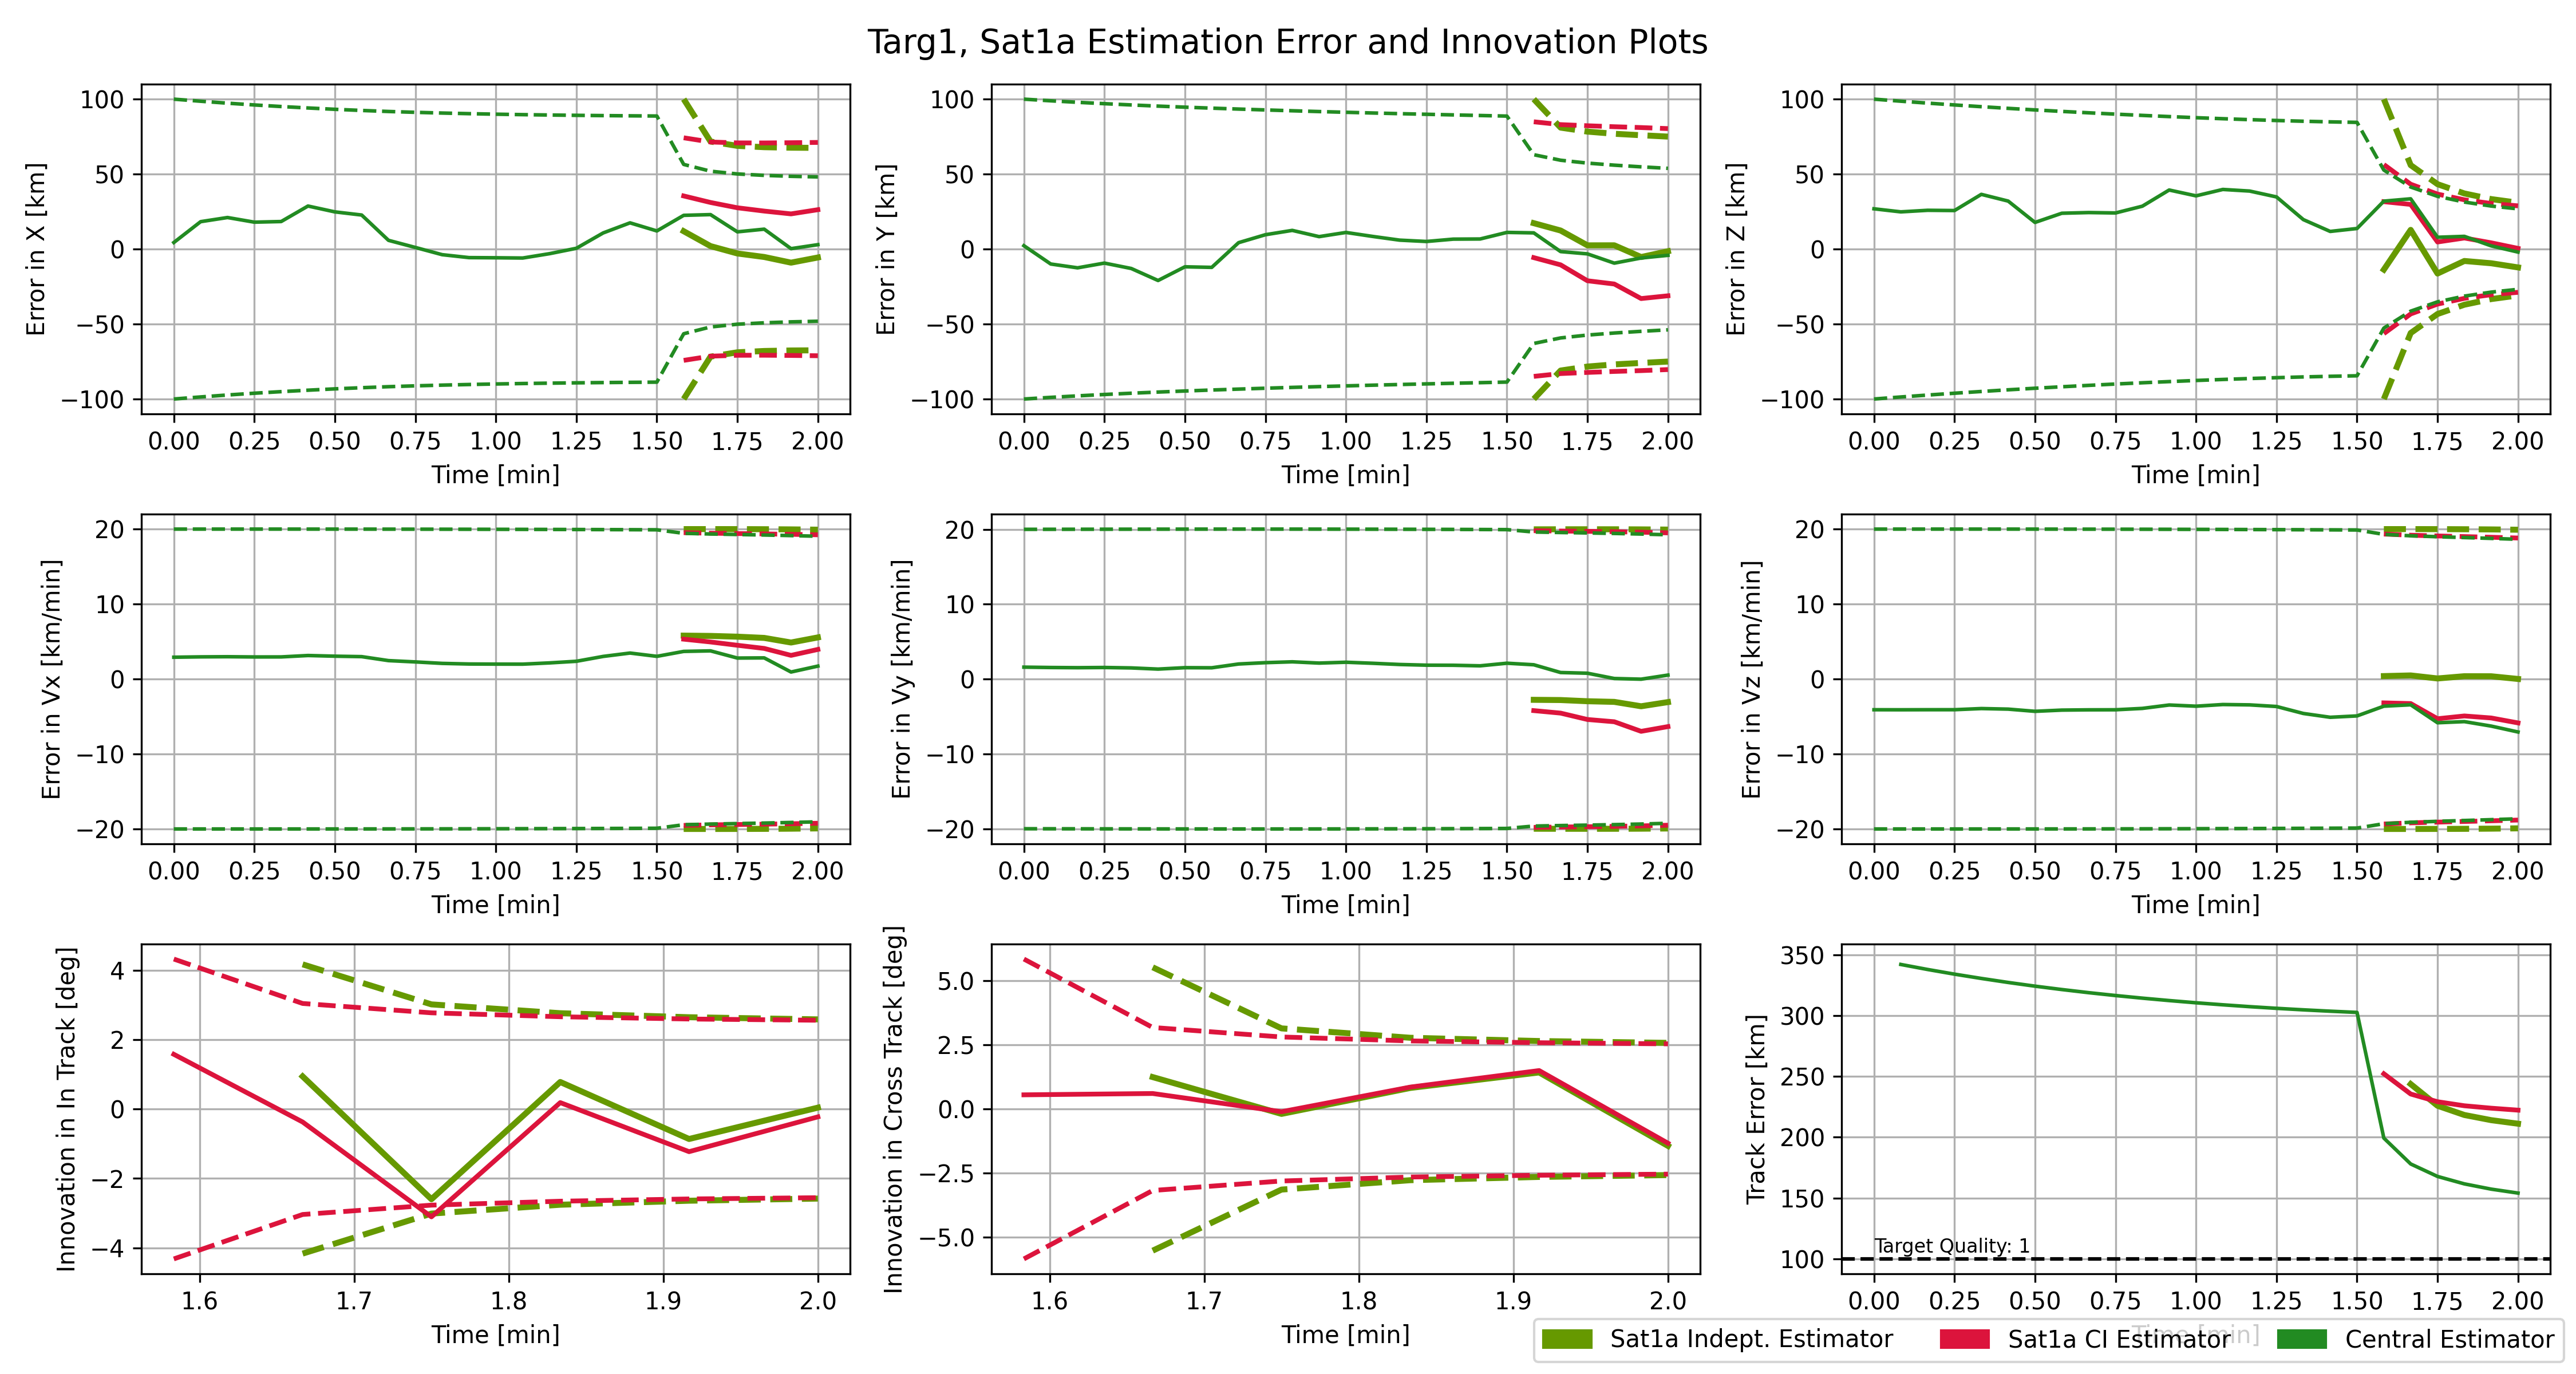 Targ1, Sat1a Estimation Error and Innovation Plots
Error in X [km]
100
50
0
−50
−100
0.00 0.25 0.50 0.75 1.00 1.25 1.50 1.75 2.00
Time [min]
Error in Y [km]
100
50
0
−50
−100
0.00 0.25 0.50 0.75 1.00 1.25 1.50 1.75 2.00
Time [min]
Error in Z [km]
100
50
0
−50
−100
0.00 0.25 0.50 0.75 1.00 1.25 1.50 1.75 2.00
Time [min]
Error in Vx [km/min]
20
10
0
−10
−20
0.00 0.25 0.50 0.75 1.00 1.25 1.50 1.75 2.00
Time [min]
Error in Vy [km/min]
20
10
0
−10
−20
0.00 0.25 0.50 0.75 1.00 1.25 1.50 1.75 2.00
Time [min]
Error in Vz [km/min]
20
10
0
−10
−20
0.00 0.25 0.50 0.75 1.00 1.25 1.50 1.75 2.00
Time [min]
Innovation in In Track [deg]
4
2
0
−2
−4
1.6 1.7 1.8 1.9 2.0
Time [min]
Innovation in Cross Track [deg]
5.0
2.5
0.0
−2.5
−5.0
1.6 1.7 1.8 1.9 2.0
Time [min]
Track Error [km]
350
300
250
200
150
100
Target Quality: 1
0.00 0.25 0.50 0.75 1.00 1.25 1.50 1.75 2.00
Time [min]
Sat1a Indept. Estimator Sat1a CI Estimator Central Estimator